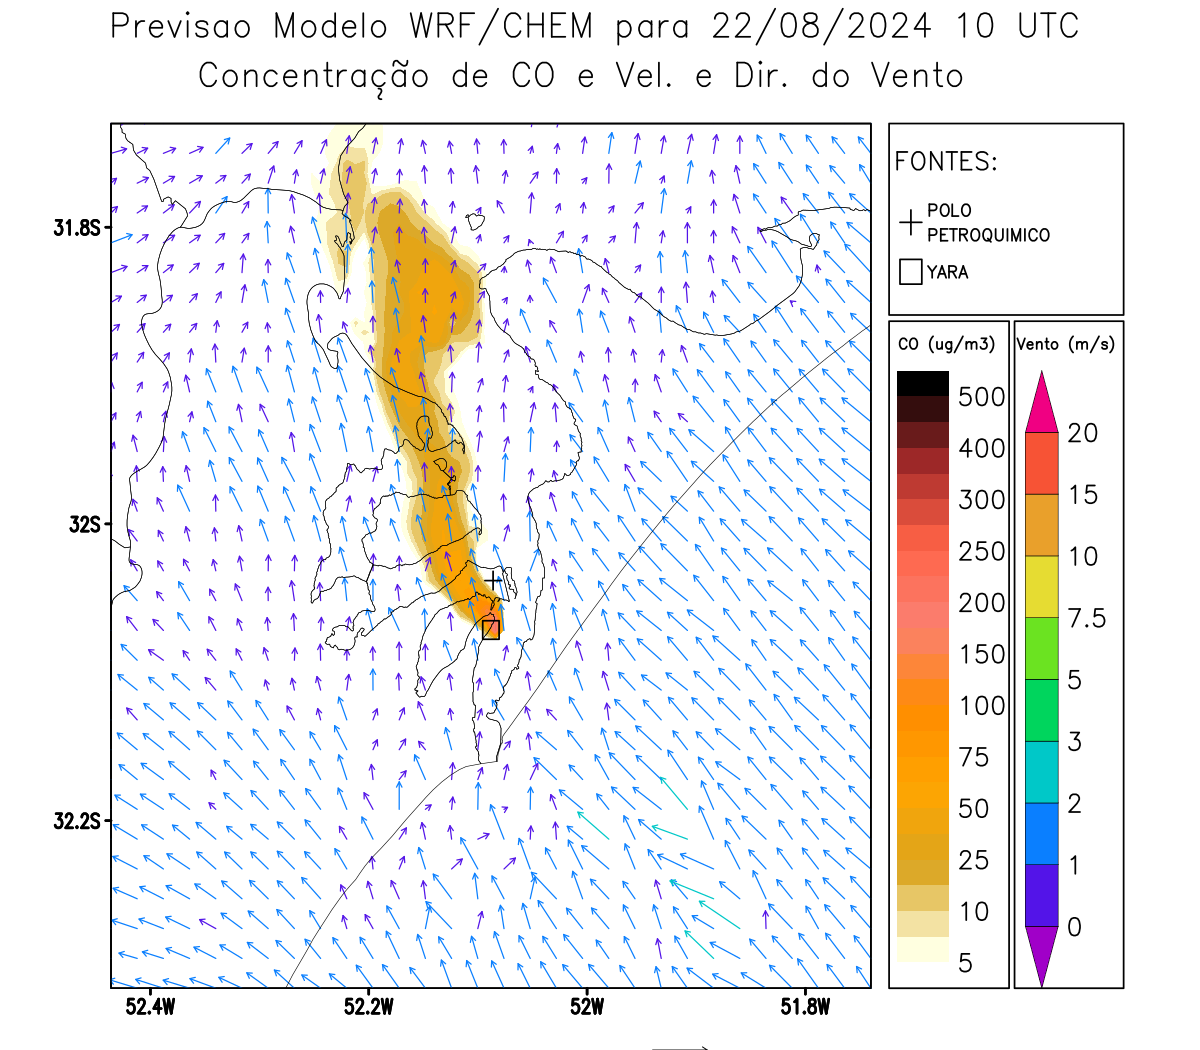 Previsao Modelo WRF/CHEM para 22/08/2024 10 UTC
Concentração de CO e Vel. e Dir. do Vento
FONTES:
POLO
PETROQUIMICO
YARA
CO (ug/m3)
500
400
300
250
200
150
100
75
50
25
10
5
Vento (m/s)
20
15
10
7.5
5
3
2
1
0
31.8S
32S
32.2S
52.4W
52.2W
52W
51.8W